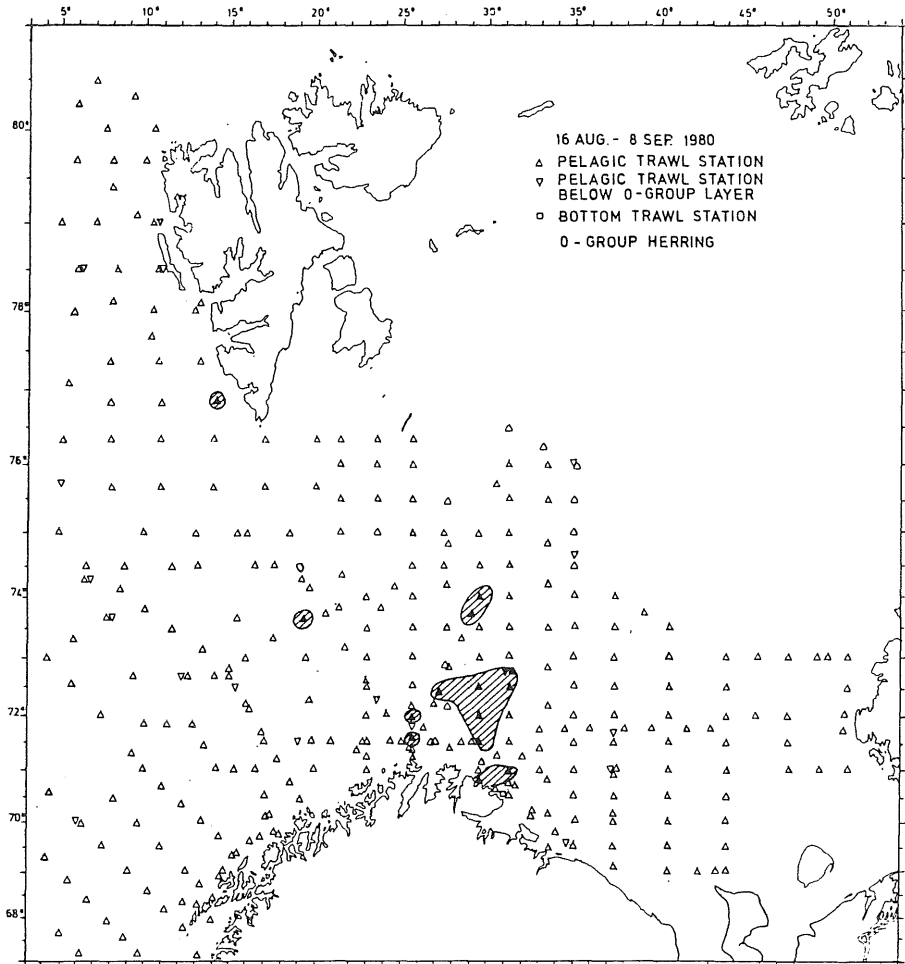 5° 10° 15° 20° 25° 30° 35° 40° 45° 50°
80°
16 AUG. - 8 SEP. 1980
△ PELAGIC TRAWL STATION
▽ PELAGIC TRAWL STATION
BELOW 0-GROUP LAYER
□ BOTTOM TRAWL STATION
0 - GROUP HERRING
78°
76°
74°
72°
70°
68°